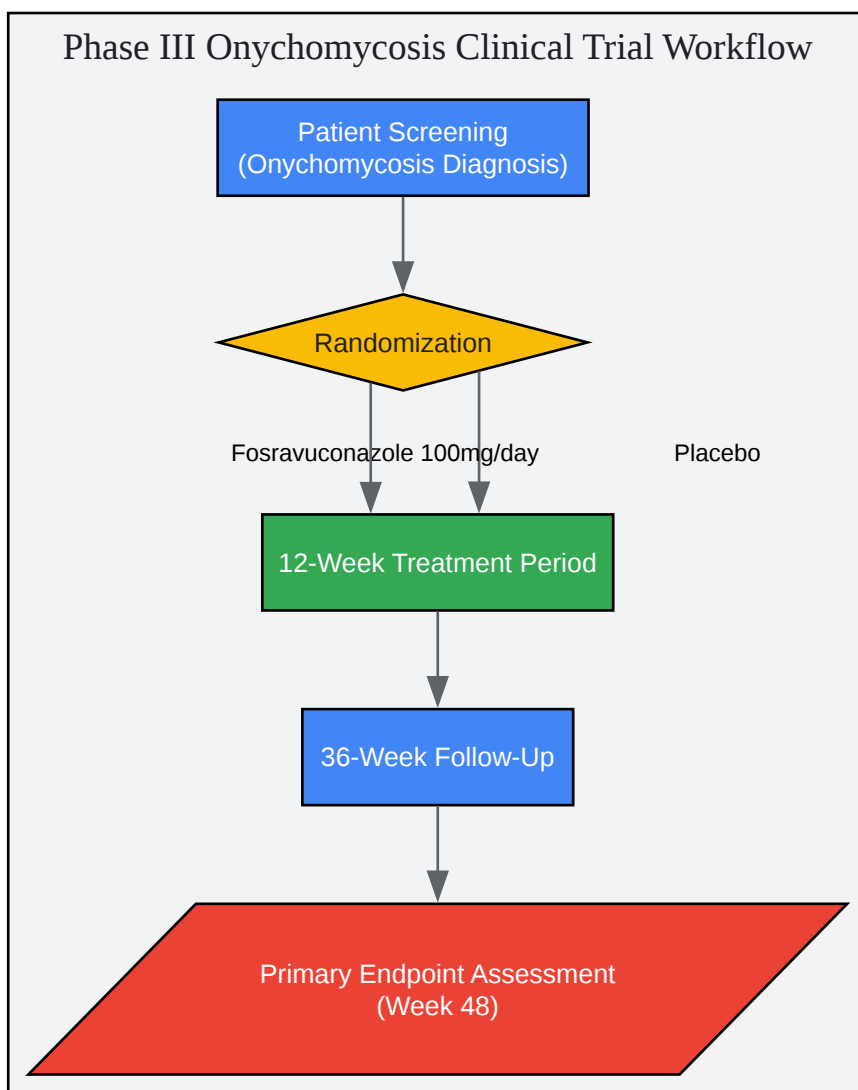 Phase III Onychomycosis Clinical Trial Workflow
Patient Screening
(Onychomycosis Diagnosis)
Randomization
Fosravuconazole 100mg/day
Placebo
12-Week Treatment Period
36-Week Follow-Up
Primary Endpoint Assessment
(Week 48)